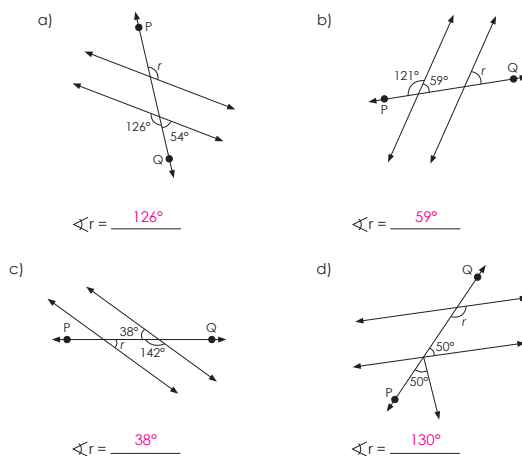 a)
P
r
126°
54°
Q
∢r = 126°
b)
Q
121°
59°
r
P
∢r = 59°
c)
P
38°
Q
r
142°
∢r = 38°
d)
Q
r
50°
P
50°
∢r = 130°